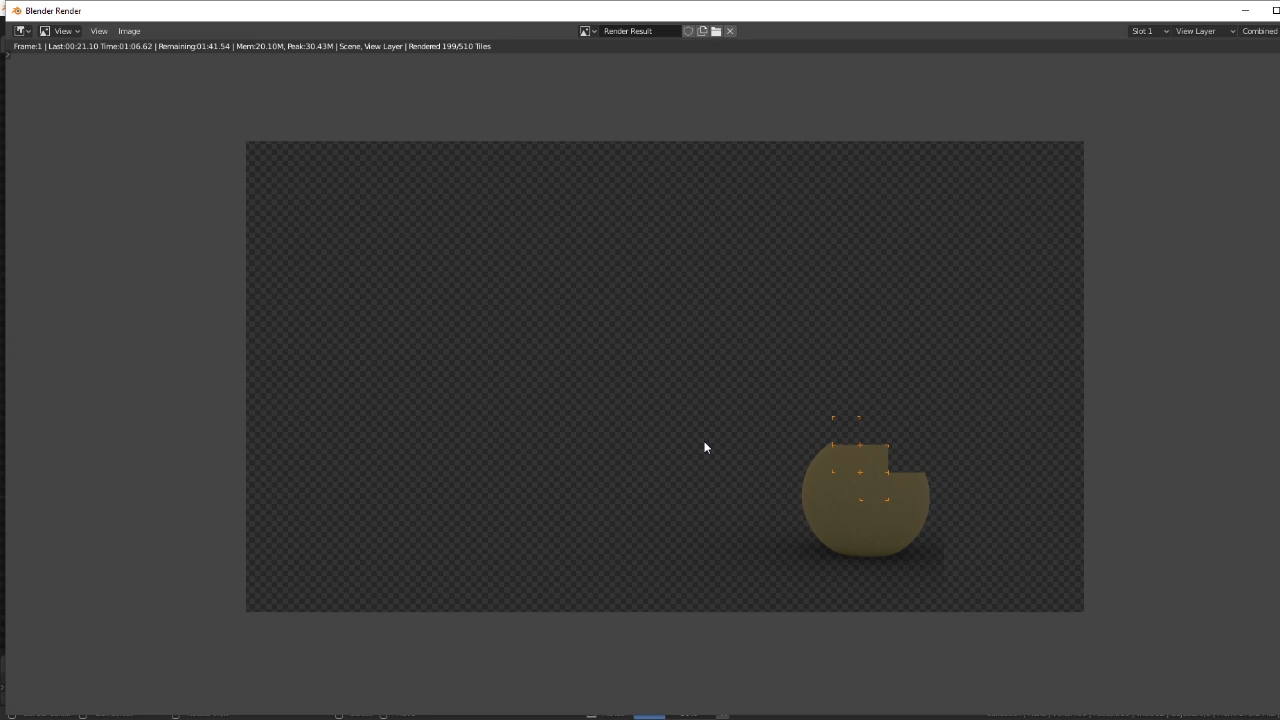 Blender Render
View View Image Render Result Slot 1 View Layer Combined
Frame:1 | Last:00:21.10 Time:01:06.62 | Remaining:01:41.54 | Mem:20.10M, Peak:30.43M | Scene, View Layer | Rendered 199/510 Tiles